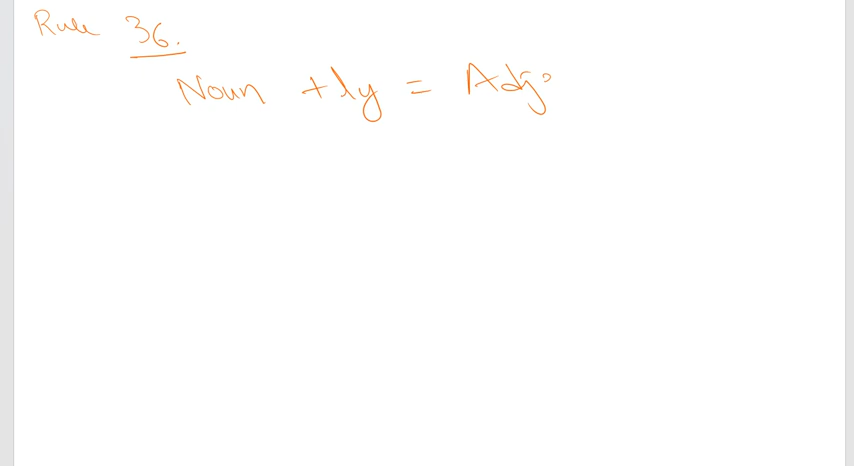 Rule 36.
Noun + ly = Adj.